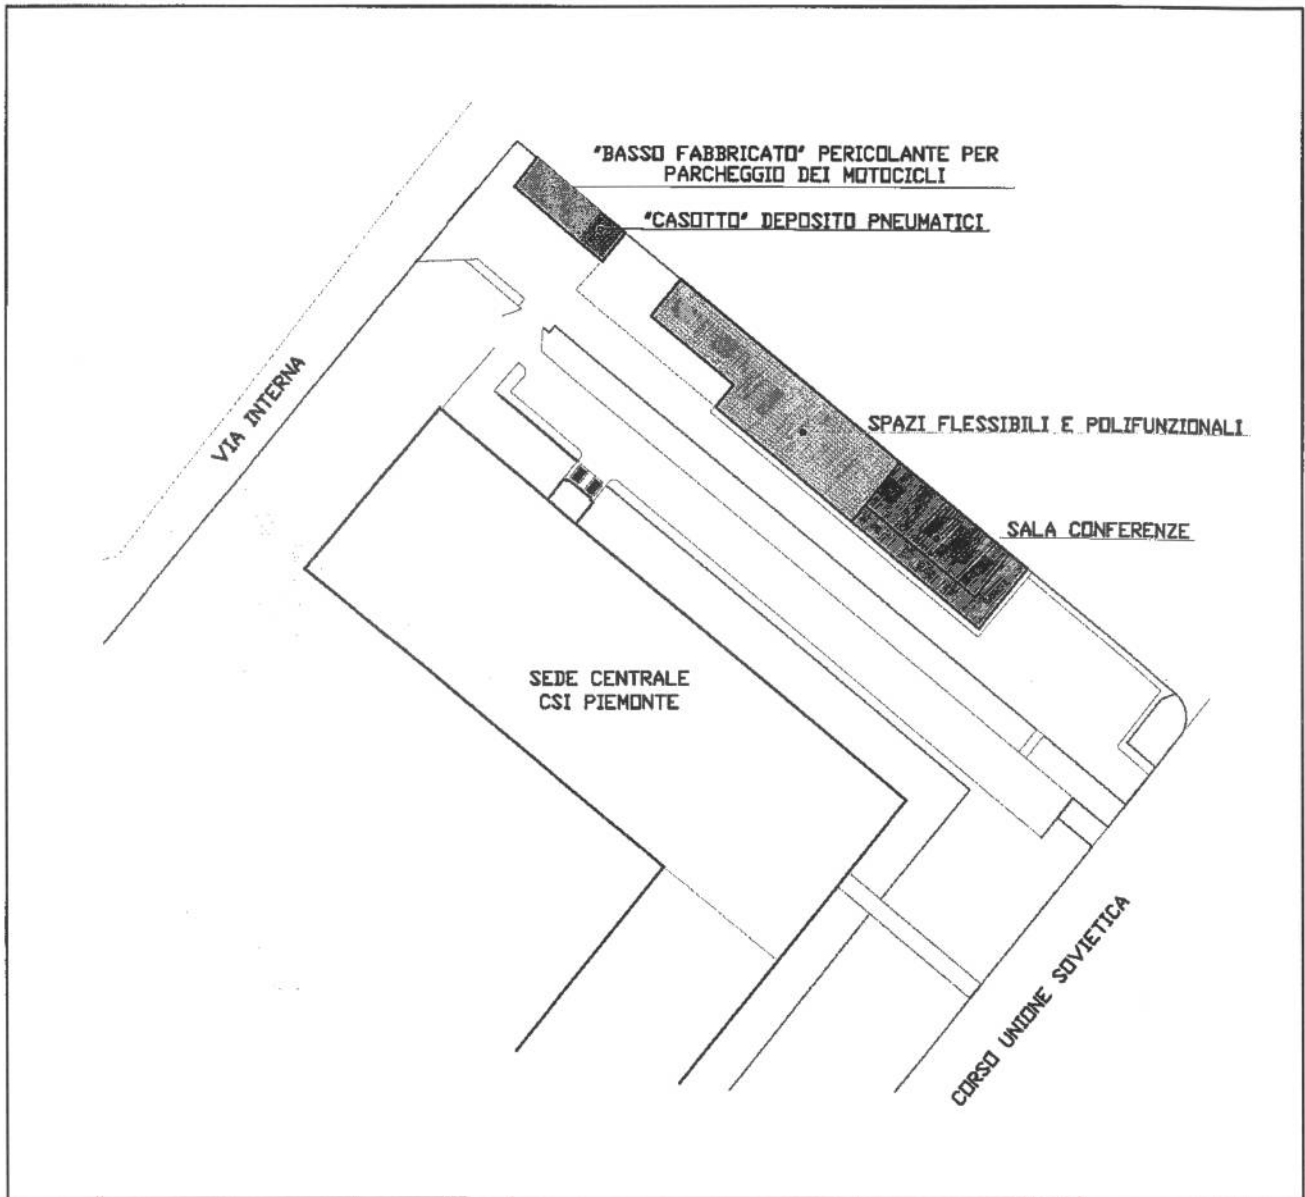 "BASSO FABBRICATO" PERICOLANTE PER
PARCHEGGIO DEI MOTOCICLI
"CASOTTO" DEPOSITO PNEUMATICI
VIA INTERNA
SPAZI FLESSIBILI E POLIFUNZIONALI
SALA CONFERENZE
SEDE CENTRALE
CSI PIEMONTE
CORSO UNIONE SOVIETICA